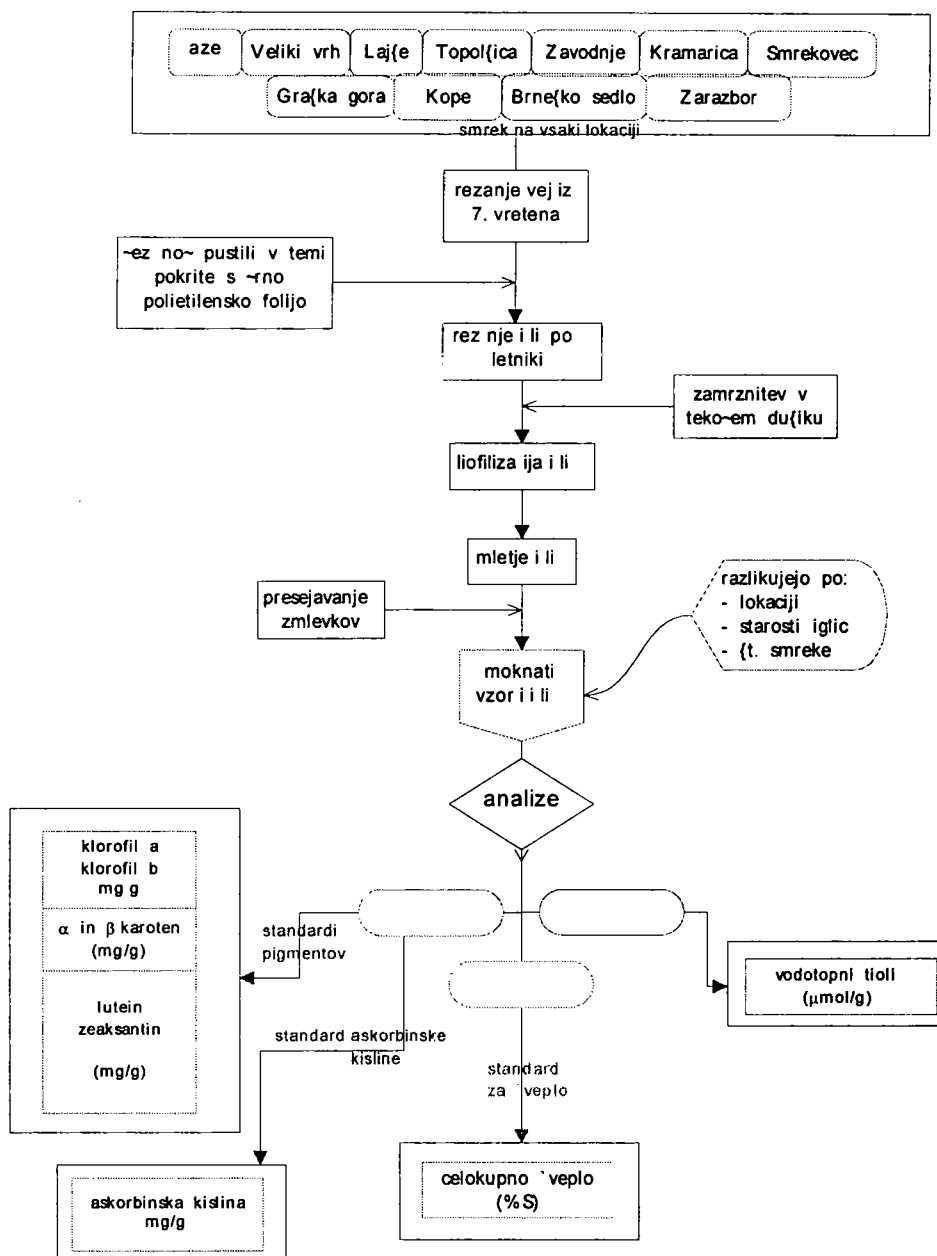 aze Veliki vrh Laj{e Topol{ica Zavodnje Kramarica Smrekovec
Gra{ka gora Kope Brne{ko sedlo Zarazbor
smrek na vsaki lokaciji
rezanje vej iz
7. vretena
~ez no~ pustili v temi
pokrite s ~rno
polietilensko folijo
rez nje i li po
letniki
zamrznitev v
teko~em du{iku
liofiliza ija i li
mletje i li
presejavanje
zmlevkov
razlikujejo po:
- lokaciji
- starosti iglic
- {t. smreke
moknati
vzor i i li
analize
klorofil a
klorofil b
mg g
α in β karoten
(mg/g)
lutein
zeaksantin
(mg/g)
standardi
pigmentov
standard askorbinske
kisline
standard
za `veplo
vodotopni tioli
(μmol/g)
askorbinska kislina
mg/g
celokupno `veplo
(%S)